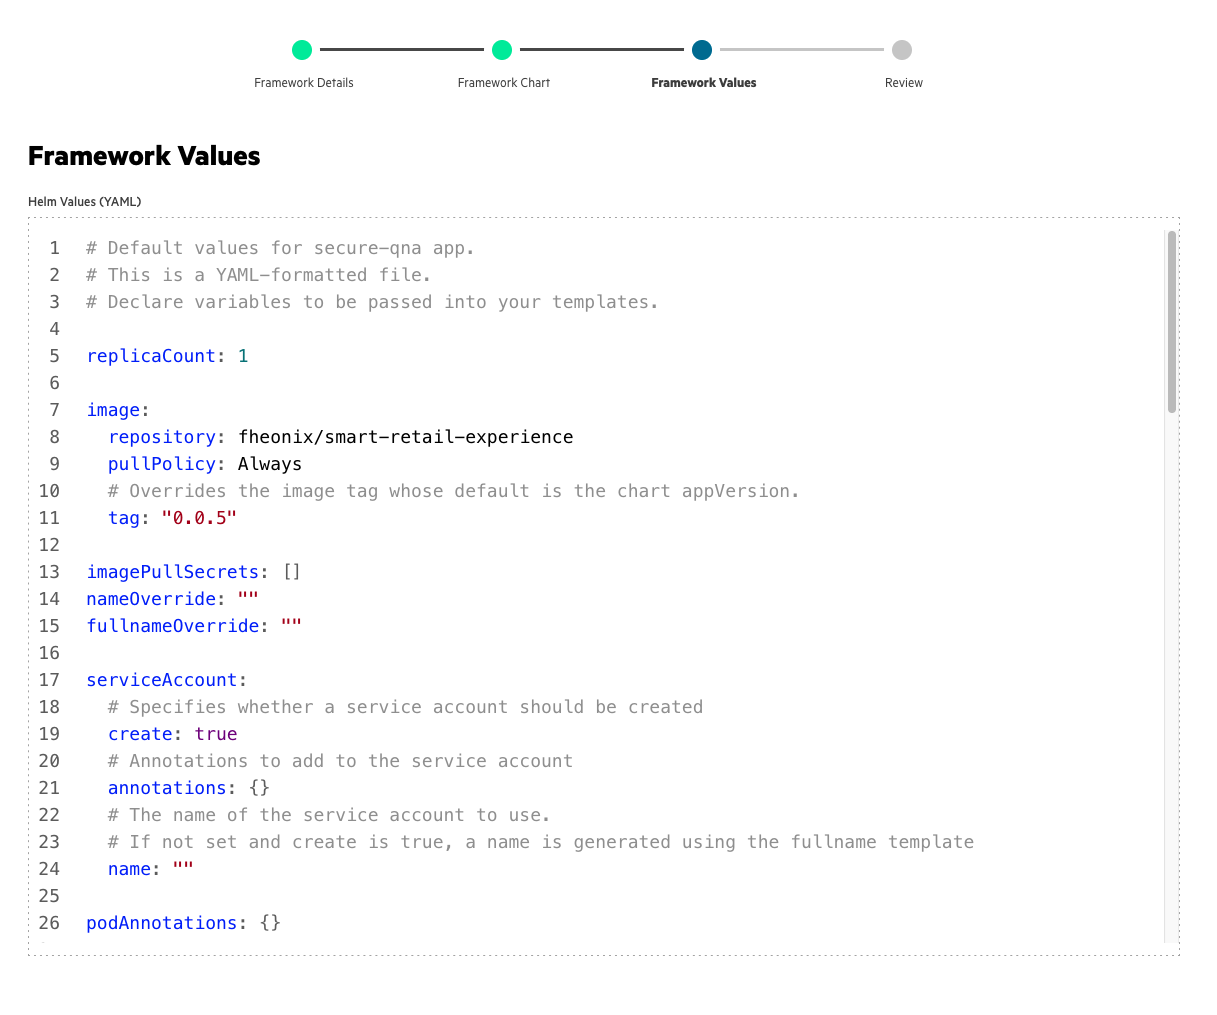 Framework Details
Framework Chart
Framework Values
Review
Framework Values
Helm Values (YAML)
1 # Default values for secure-qna app.
2 # This is a YAML-formatted file.
3 # Declare variables to be passed into your templates.
4
5 replicaCount: 1
6
7 image:
8   repository: fheonix/smart-retail-experience
9   pullPolicy: Always
10   # Overrides the image tag whose default is the chart appVersion.
11   tag: "0.0.5"
12
13 imagePullSecrets: []
14 nameOverride: ""
15 fullnameOverride: ""
16
17 serviceAccount:
18   # Specifies whether a service account should be created
19   create: true
20   # Annotations to add to the service account
21   annotations: {}
22   # The name of the service account to use.
23   # If not set and create is true, a name is generated using the fullname template
24   name: ""
25
26 podAnnotations: {}